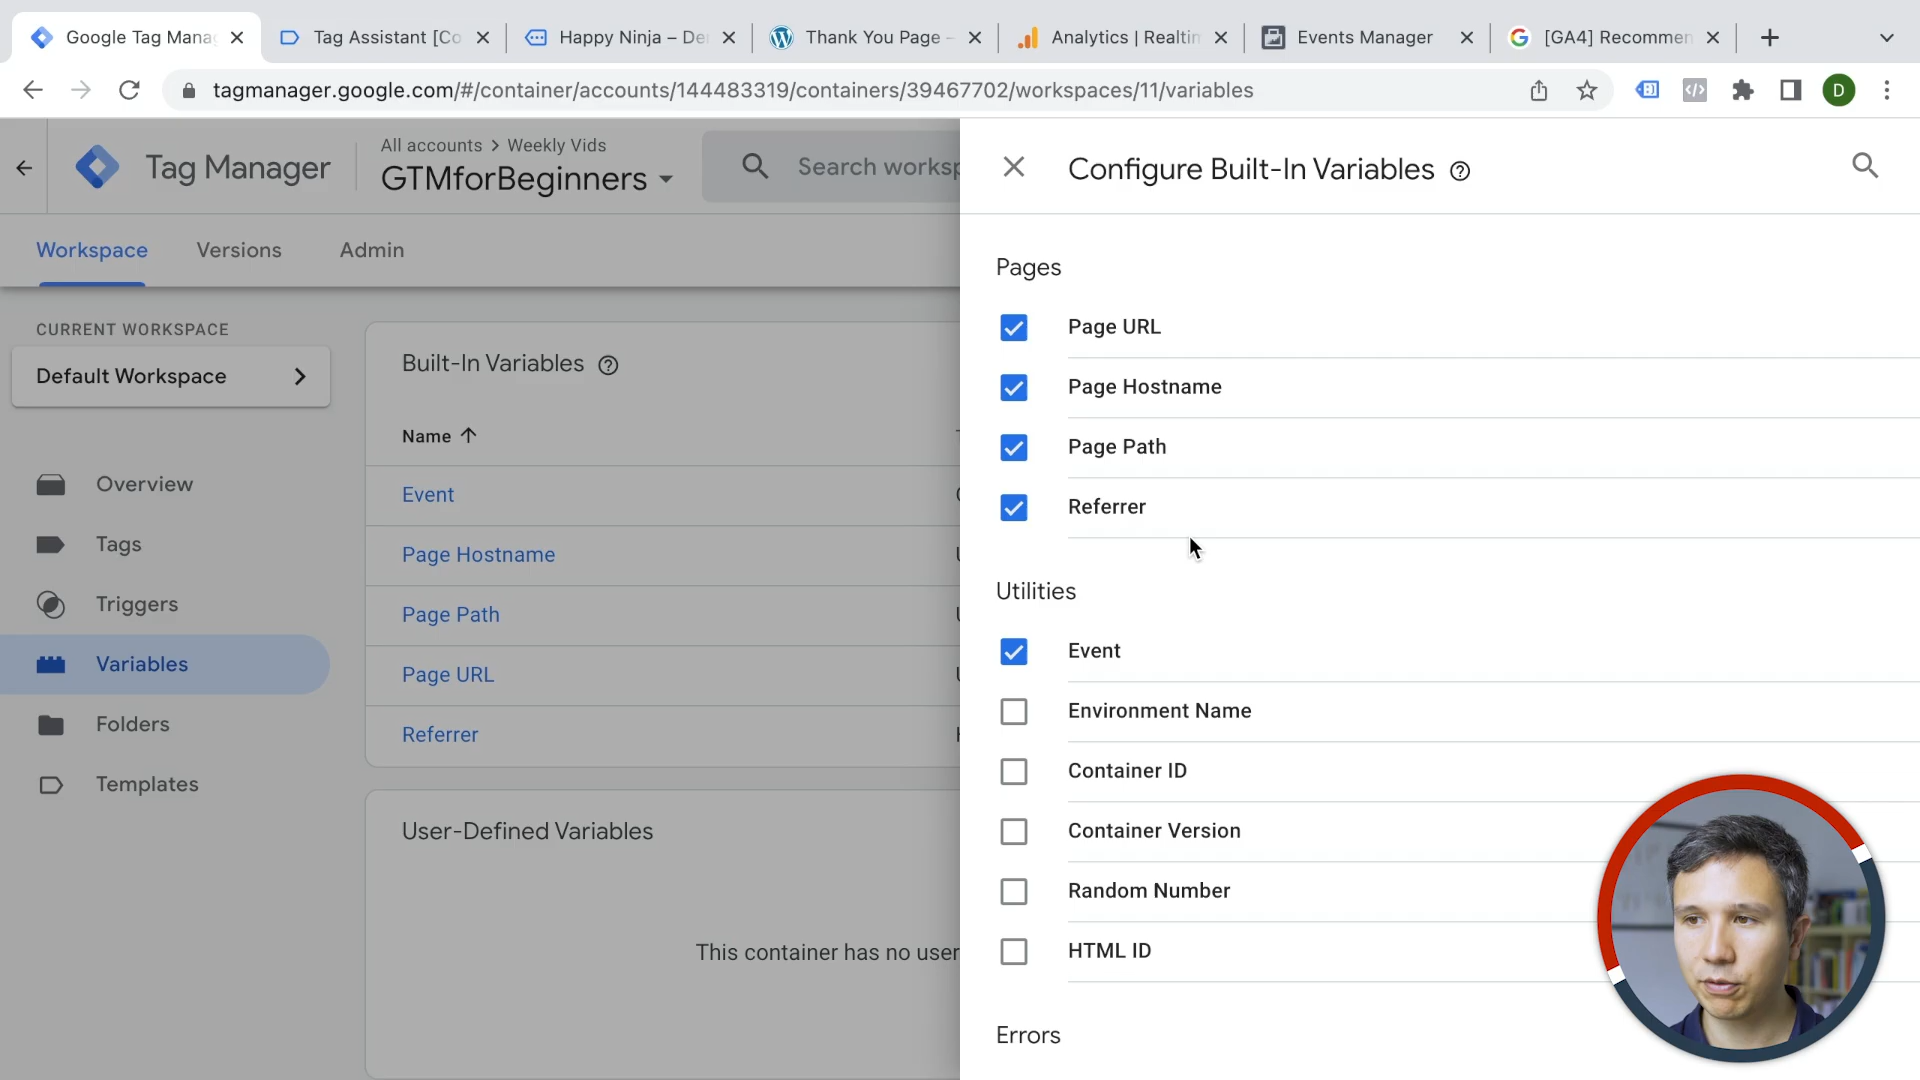 Google Tag Mana
Tag Assistant [Co
Happy Ninja – De
Thank You Page -
Analytics | Realtim
Events Manager
[GA4] Recommen
tagmanager.google.com/#/container/accounts/144483319/containers/39467702/workspaces/11/variables
D
Tag Manager
All accounts > Weekly Vids
GTMforBeginners
Search worksp
Configure Built-In Variables
Workspace
Versions
Admin
CURRENT WORKSPACE
Default Workspace
Overview
Tags
Triggers
Variables
Folders
Templates
Built-In Variables
Name
Event
Page Hostname
Page Path
Page URL
Referrer
User-Defined Variables
This container has no user
Pages
Page URL
Page Hostname
Page Path
Referrer
Utilities
Event
Environment Name
Container ID
Container Version
Random Number
HTML ID
Errors